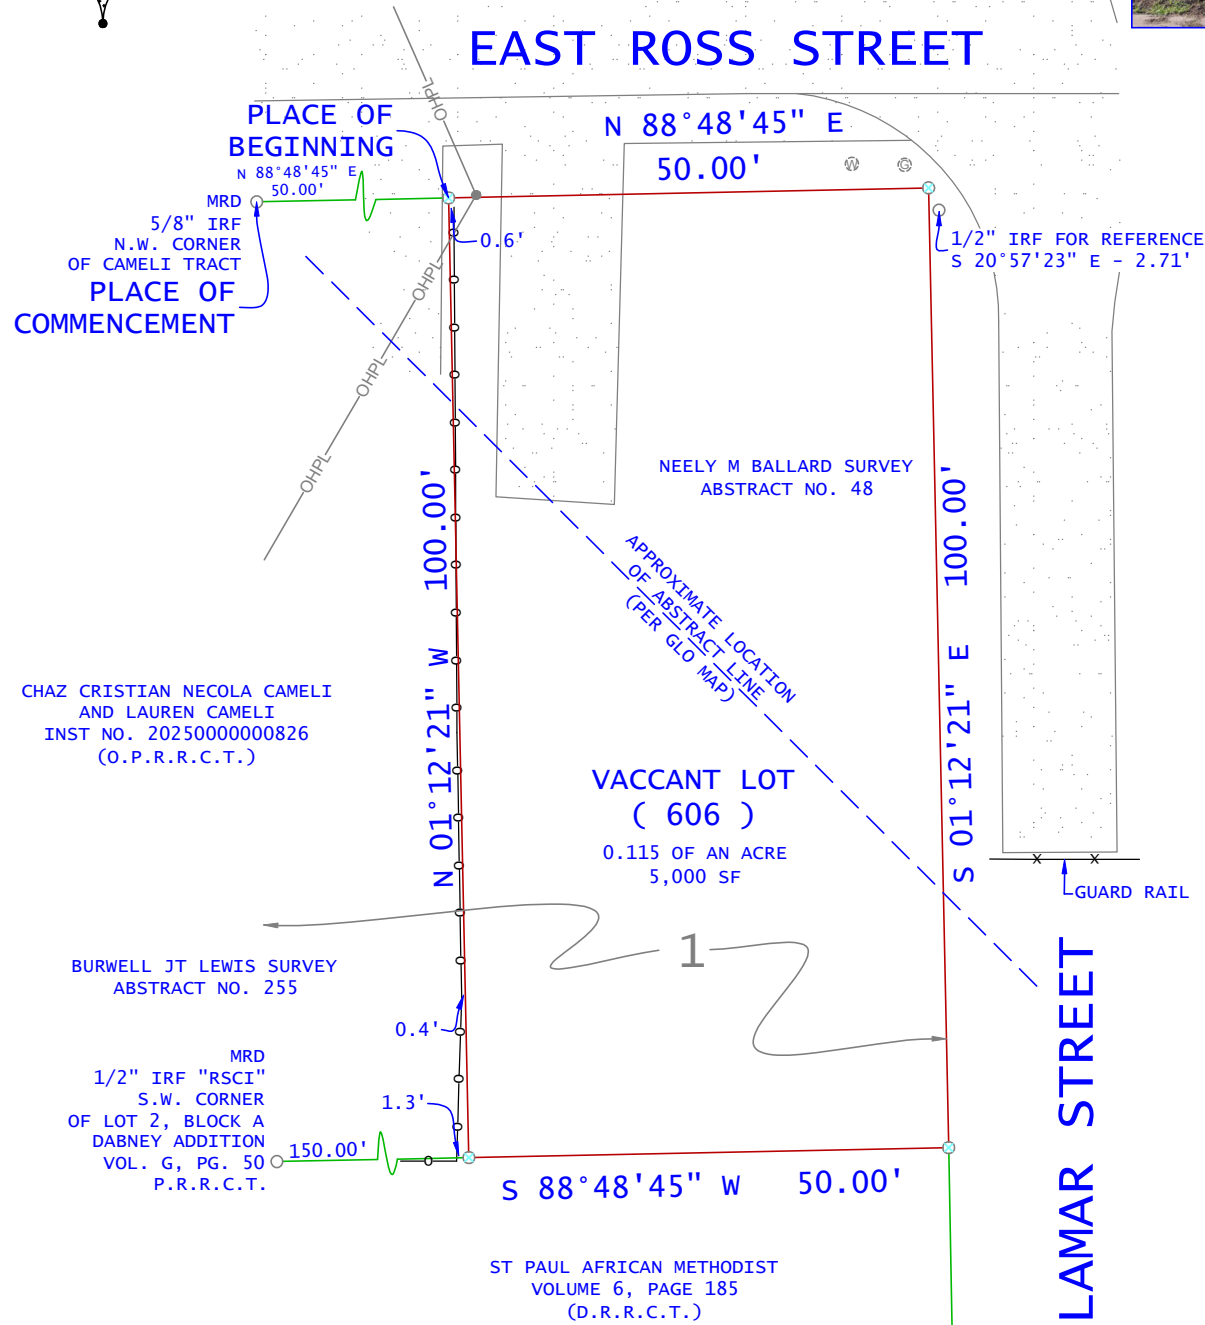 EAST ROSS STREET
OHPL
PLACE OF
BEGINNING
N 88°48'45" E
50.00'
N 88°48'45" E
50.00'
W
G
MRD
5/8" IRF
N.W. CORNER
OF CAMELI TRACT
PLACE OF
COMMENCEMENT
0.6'
1/2" IRF FOR REFERENCE
S 20°57'23" E - 2.71'
OHPL
OHPL
OHPL
NEELY M BALLARD SURVEY
ABSTRACT NO. 48
N 01°12'21" W 100.00'
S 01°12'21" E 100.00'
APPROXIMATE LOCATION
OF ABSTRACT LINE
(PER GLO MAP)
CHAZ CRISTIAN NECOLA CAMELI
AND LAUREN CAMELI
INST NO. 20250000000826
(O.P.R.R.C.T.)
VACCANT LOT
( 606 )
0.115 OF AN ACRE
5,000 SF
X X
GUARD RAIL
1
BURWELL JT LEWIS SURVEY
ABSTRACT NO. 255
0.4'
MRD
1/2" IRF "RSCI"
S.W. CORNER
OF LOT 2, BLOCK A
DABNEY ADDITION
VOL. G, PG. 50
P.R.R.C.T.
1.3'
150.00'
S 88°48'45" W 50.00'
LAMAR STREET
ST PAUL AFRICAN METHODIST
VOLUME 6, PAGE 185
(D.R.R.C.T.)